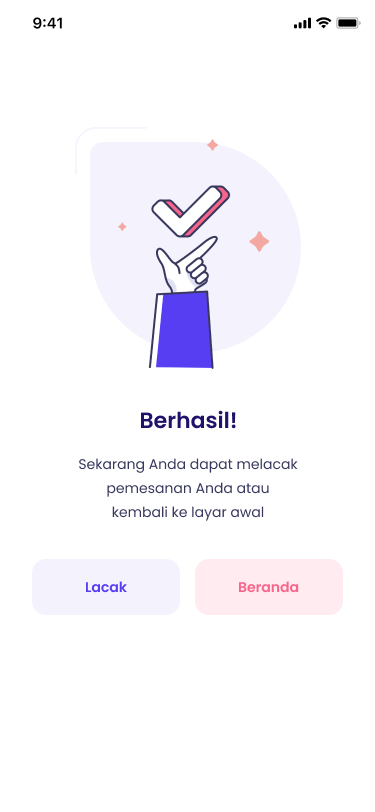 9:41
Berhasil!
Sekarang Anda dapat melacak
pemesanan Anda atau
kembali ke layar awal
Lacak
Beranda